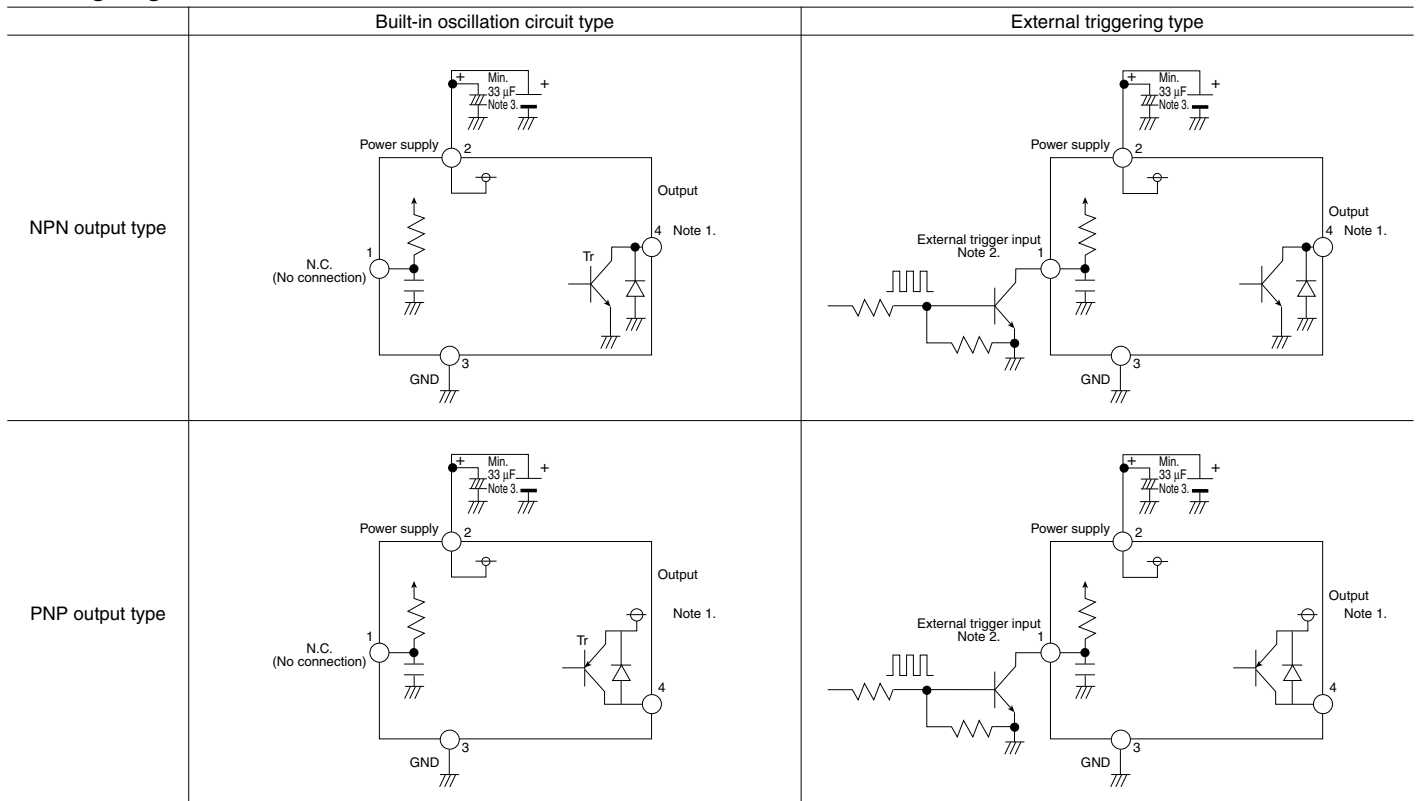 Built-in oscillation circuit type
External triggering type
NPN output type
+ Min. +
33 µF
Note 3.
Power supply 2
Output
4 Note 1.
Tr
1
N.C.
(No connection)
3
GND
+ Min. +
33 µF
Note 3.
Power supply 2
Output
4 Note 1.
External trigger input
Note 2. 1
3
GND
PNP output type
+ Min. +
33 µF
Note 3.
Power supply 2
Output
Note 1.
Tr
1
N.C.
(No connection)
4
3
GND
+ Min. +
33 µF
Note 3.
Power supply 2
Output
Note 1.
External trigger input
Note 2. 1
4
3
GND